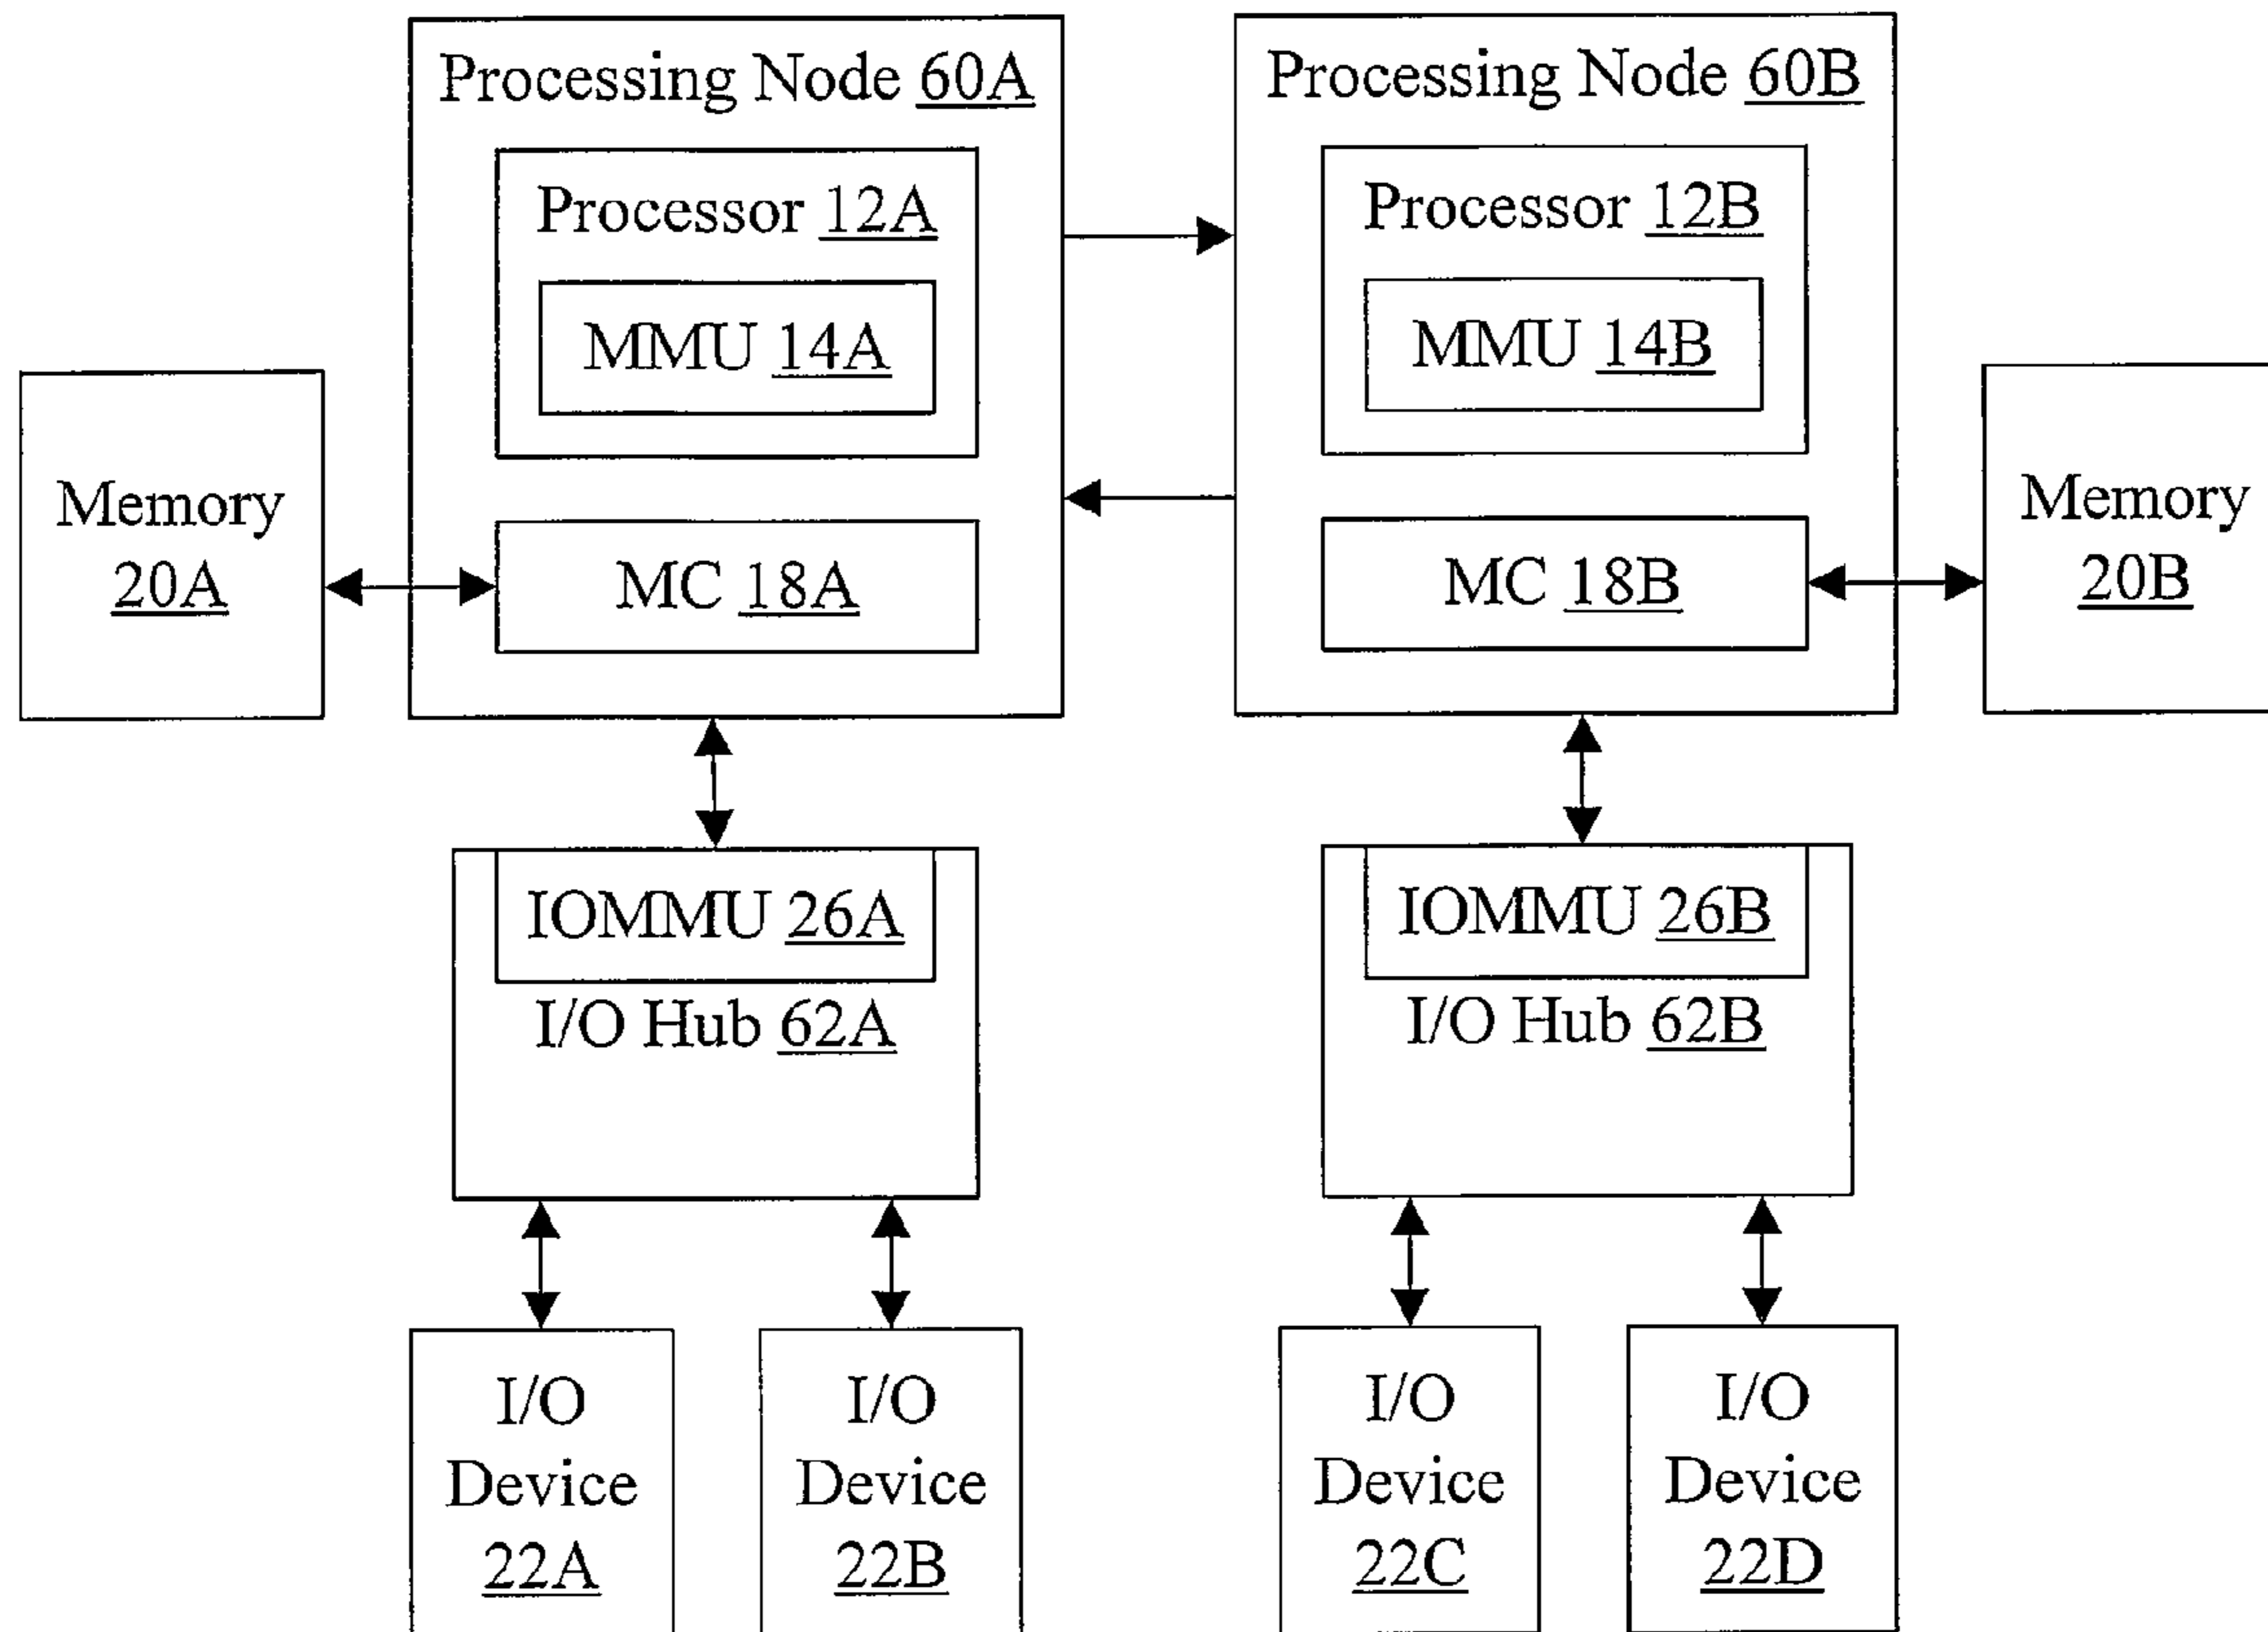 Processing Node 60A
Processor 12A
MMU 14A
MC 18A
Memory
20A
Processing Node 60B
Processor 12B
MMU 14B
MC 18B
Memory
20B
IOMMU 26A
I/O Hub 62A
IOMMU 26B
I/O Hub 62B
I/O
Device
22A
I/O
Device
22B
I/O
Device
22C
I/O
Device
22D